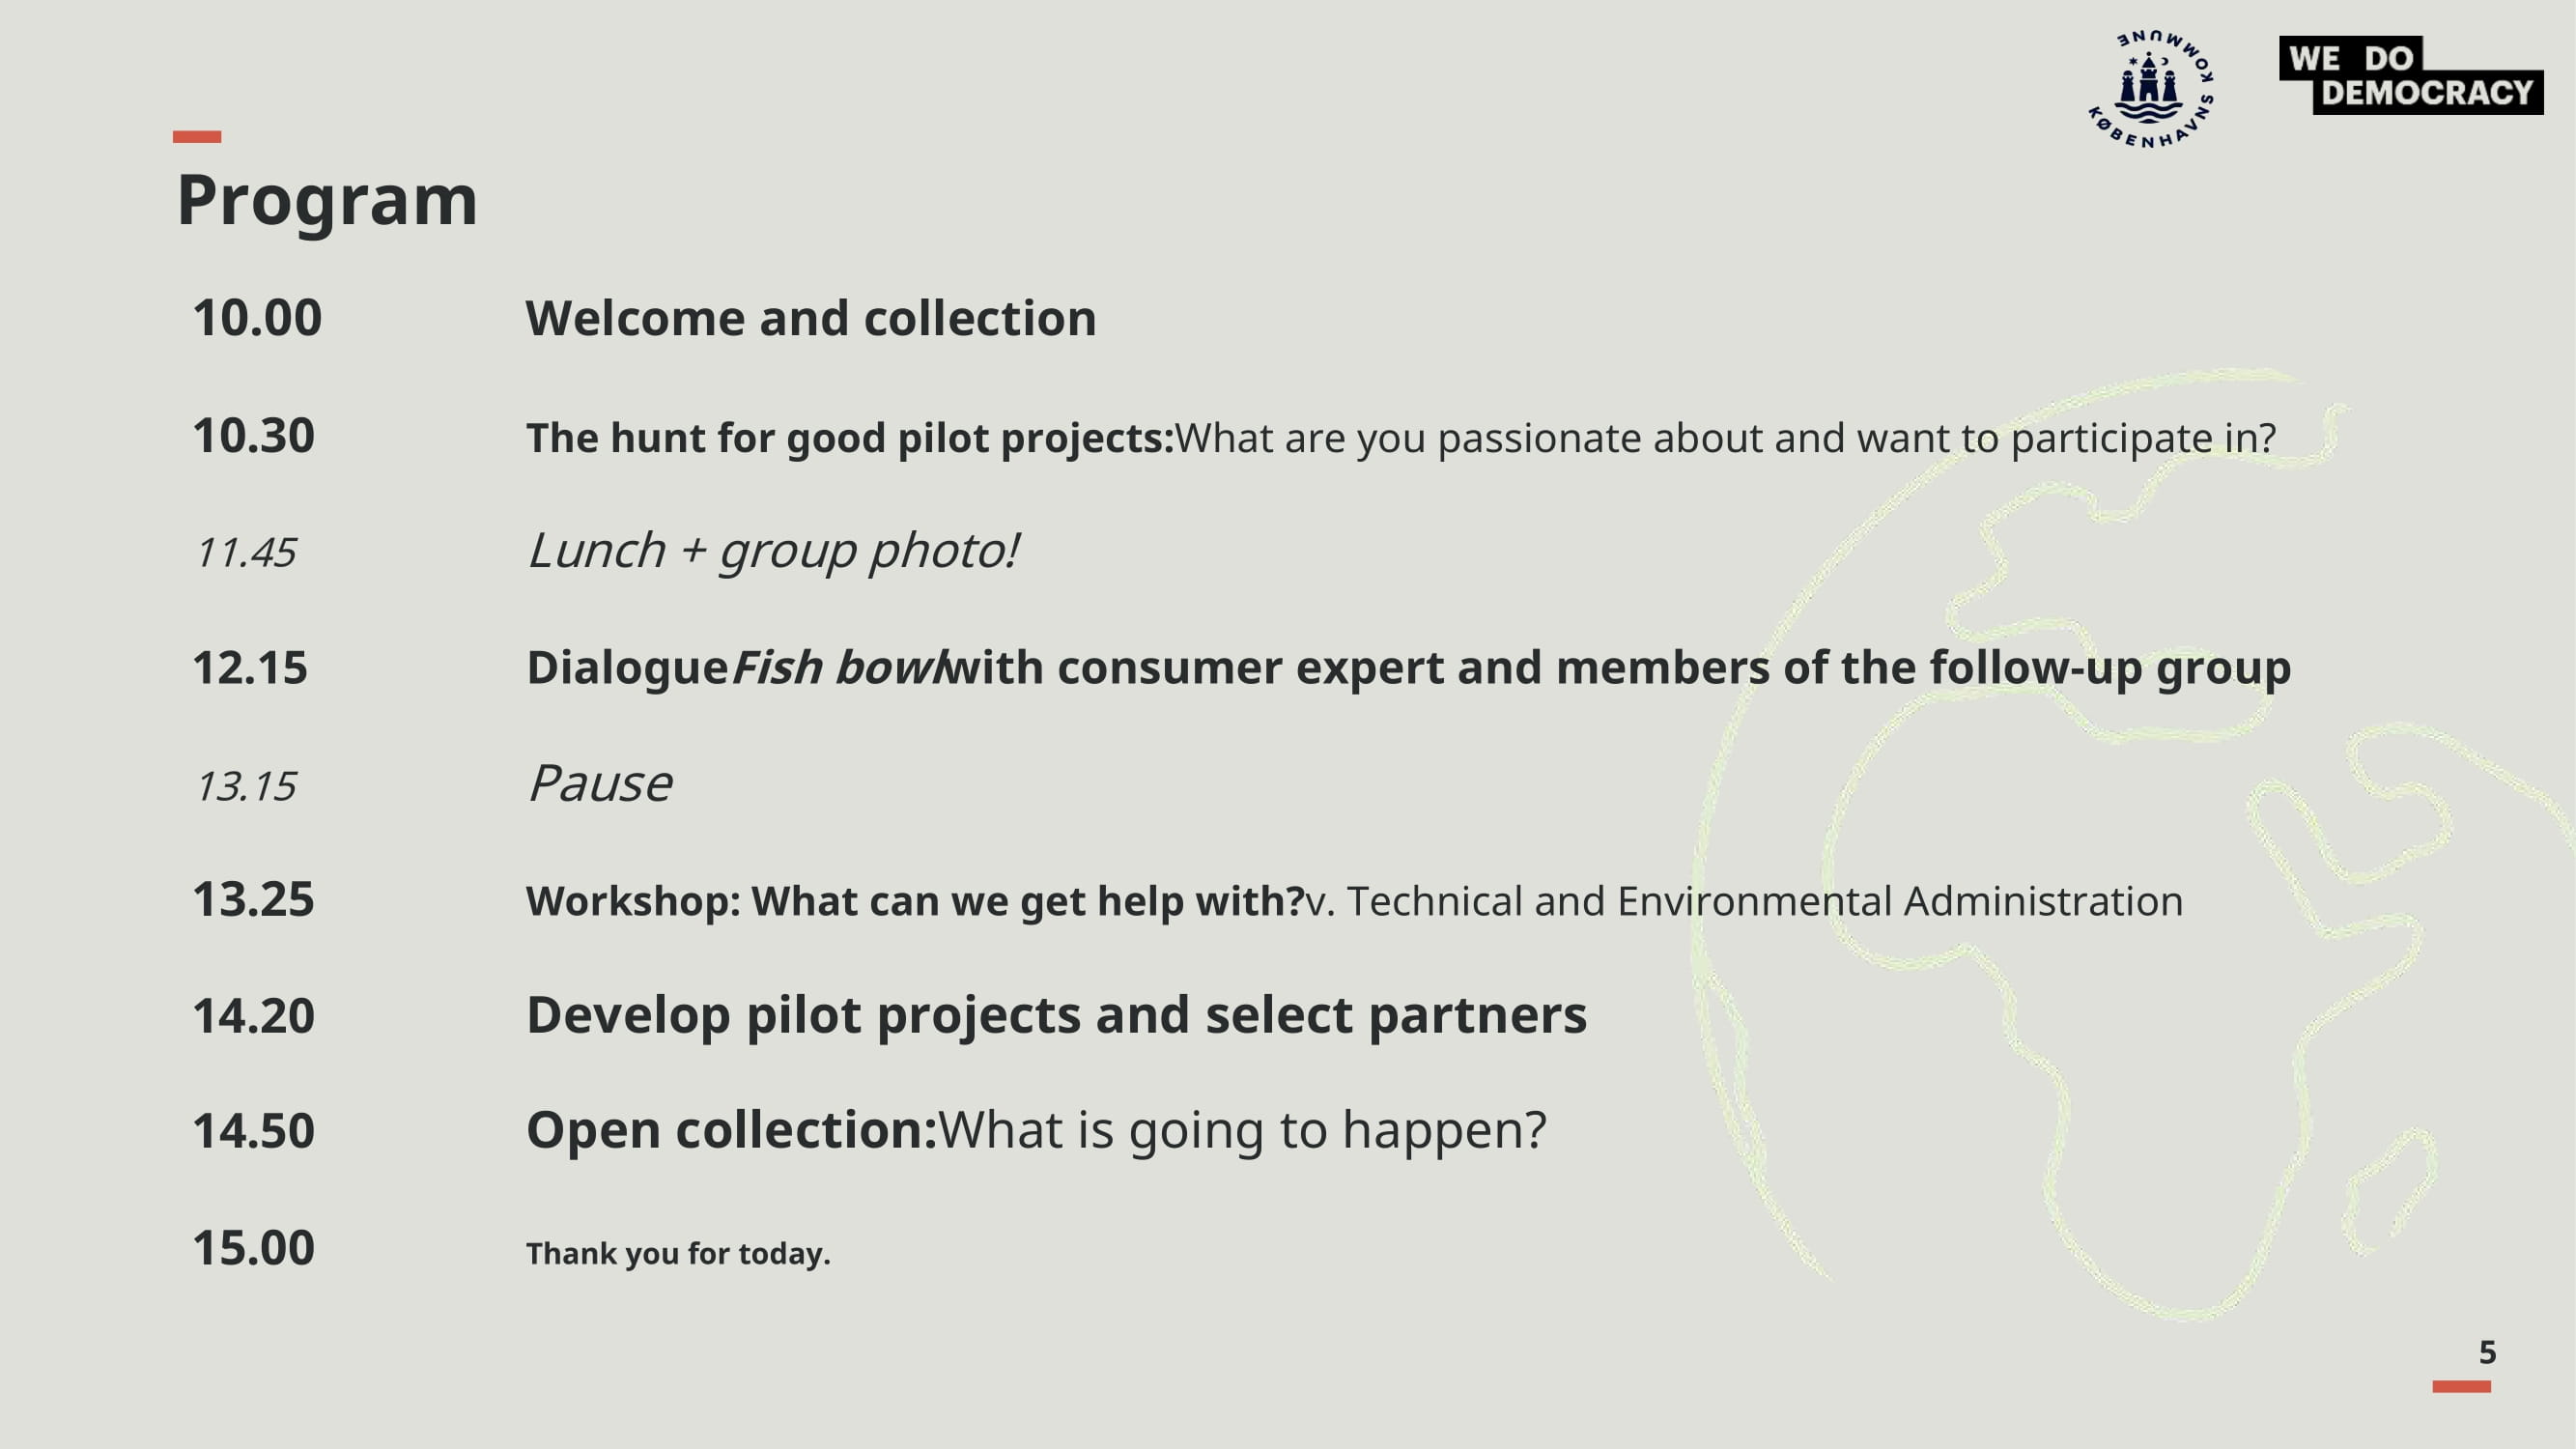 KØBENHAVNS KOMMUNE
WE DO
DEMOCRACY
Program
10.00 Welcome and collection
10.30 The hunt for good pilot projects:What are you passionate about and want to participate in?
11.45 Lunch + group photo!
12.15 DialogueFish bowlwith consumer expert and members of the follow-up group
13.15 Pause
13.25 Workshop: What can we get help with?v. Technical and Environmental Administration
14.20 Develop pilot projects and select partners
14.50 Open collection:What is going to happen?
15.00 Thank you for today.
5